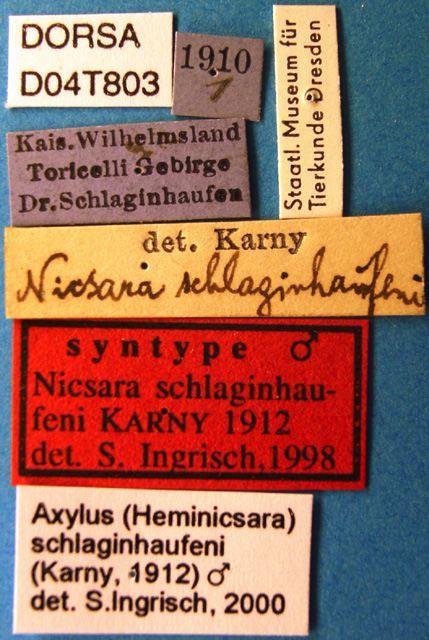 DORSA
D04T803
1910
1
Staatl. Museum für
Tierkunde Dresden
Kais. Wilhelmsland
Toricelli Gebirge
Dr. Schlaginhaufen
det. Karny
Nicsara schlaginhaufeni
syntype ♂
Nicsara schlaginhau-
feni KARNY 1912
det. S. Ingrisch, 1998
Axylus (Heminicsara)
schlaginhaufeni
(Karny, 1912) ♂
det. S.Ingrisch, 2000